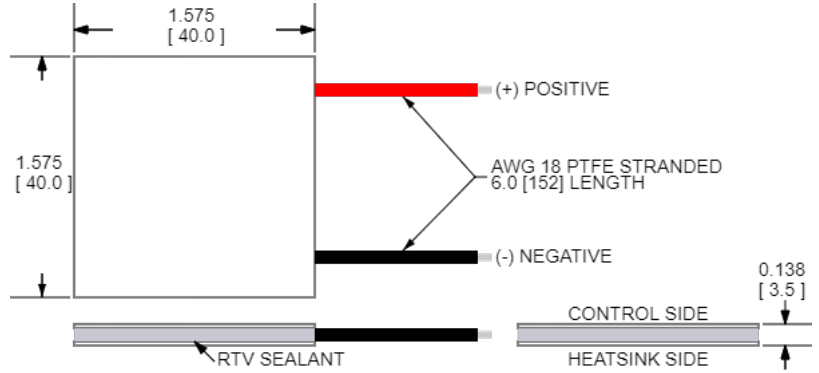 1.575
[ 40.0 ]
(+) POSITIVE
1.575
[ 40.0 ]
AWG 18 PTFE STRANDED
6.0 [152] LENGTH
(-) NEGATIVE
0.138
[ 3.5 ]
CONTROL SIDE
RTV SEALANT
HEATSINK SIDE